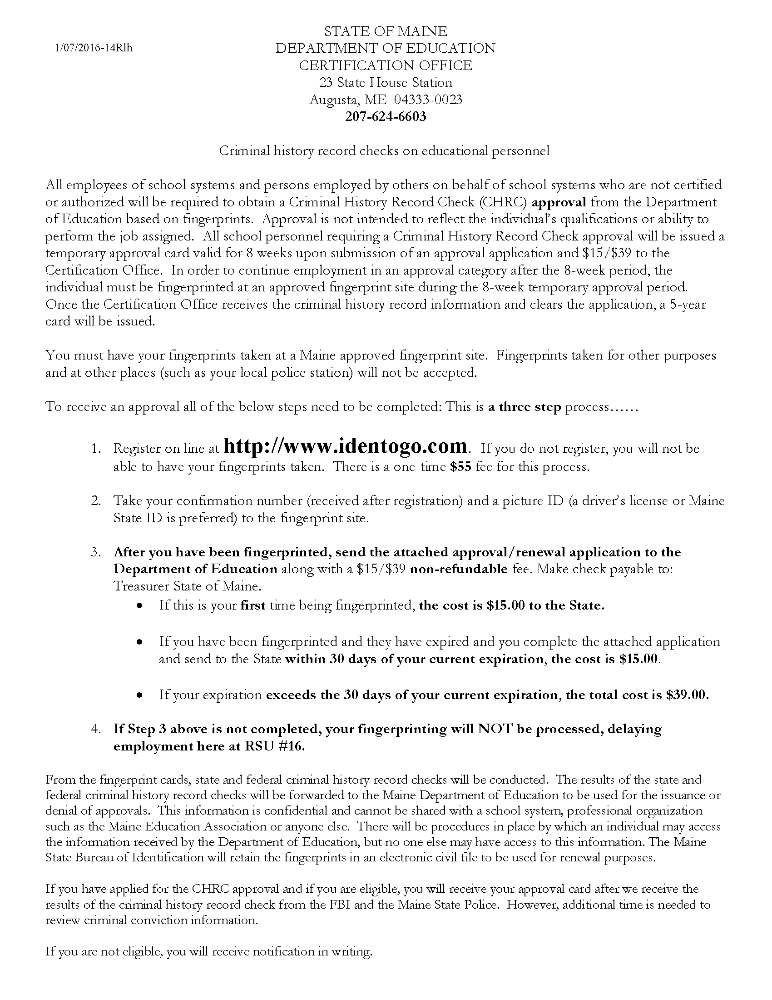 STATE OF MAINE
1/07/2016-14Rlh
DEPARTMENT OF EDUCATION
CERTIFICATION OFFICE
23 State House Station
Augusta, ME  04333-0023
207-624-6603
Criminal history record checks on educational personnel
All employees of school systems and persons employed by others on behalf of school systems who are not certified
or authorized will be required to obtain a Criminal History Record Check (CHRC) approval from the Department
of Education based on fingerprints.  Approval is not intended to reflect the individual’s qualifications or ability to
perform the job assigned.  All school personnel requiring a Criminal History Record Check approval will be issued a
temporary approval card valid for 8 weeks upon submission of an approval application and $15/$39 to the
Certification Office.  In order to continue employment in an approval category after the 8-week period, the
individual must be fingerprinted at an approved fingerprint site during the 8-week temporary approval period.
Once the Certification Office receives the criminal history record information and clears the application, a 5-year
card will be issued.
You must have your fingerprints taken at a Maine approved fingerprint site.  Fingerprints taken for other purposes
and at other places (such as your local police station) will not be accepted.
To receive an approval all of the below steps need to be completed: This is a three step process……
1. Register on line at http://www.identogo.com.  If you do not register, you will not be
able to have your fingerprints taken.  There is a one-time $55 fee for this process.
2. Take your confirmation number (received after registration) and a picture ID (a driver’s license or Maine
State ID is preferred) to the fingerprint site.
3. After you have been fingerprinted, send the attached approval/renewal application to the
Department of Education along with a $15/$39 non-refundable fee. Make check payable to:
Treasurer State of Maine.
• If this is your first time being fingerprinted, the cost is $15.00 to the State.
• If you have been fingerprinted and they have expired and you complete the attached application
and send to the State within 30 days of your current expiration, the cost is $15.00.
• If your expiration exceeds the 30 days of your current expiration, the total cost is $39.00.
4. If Step 3 above is not completed, your fingerprinting will NOT be processed, delaying
employment here at RSU #16.
From the fingerprint cards, state and federal criminal history record checks will be conducted.  The results of the state and
federal criminal history record checks will be forwarded to the Maine Department of Education to be used for the issuance or
denial of approvals.  This information is confidential and cannot be shared with a school system, professional organization
such as the Maine Education Association or anyone else.  There will be procedures in place by which an individual may access
the information received by the Department of Education, but no one else may have access to this information. The Maine
State Bureau of Identification will retain the fingerprints in an electronic civil file to be used for renewal purposes.
If you have applied for the CHRC approval and if you are eligible, you will receive your approval card after we receive the
results of the criminal history record check from the FBI and the Maine State Police.  However, additional time is needed to
review criminal conviction information.
If you are not eligible, you will receive notification in writing.